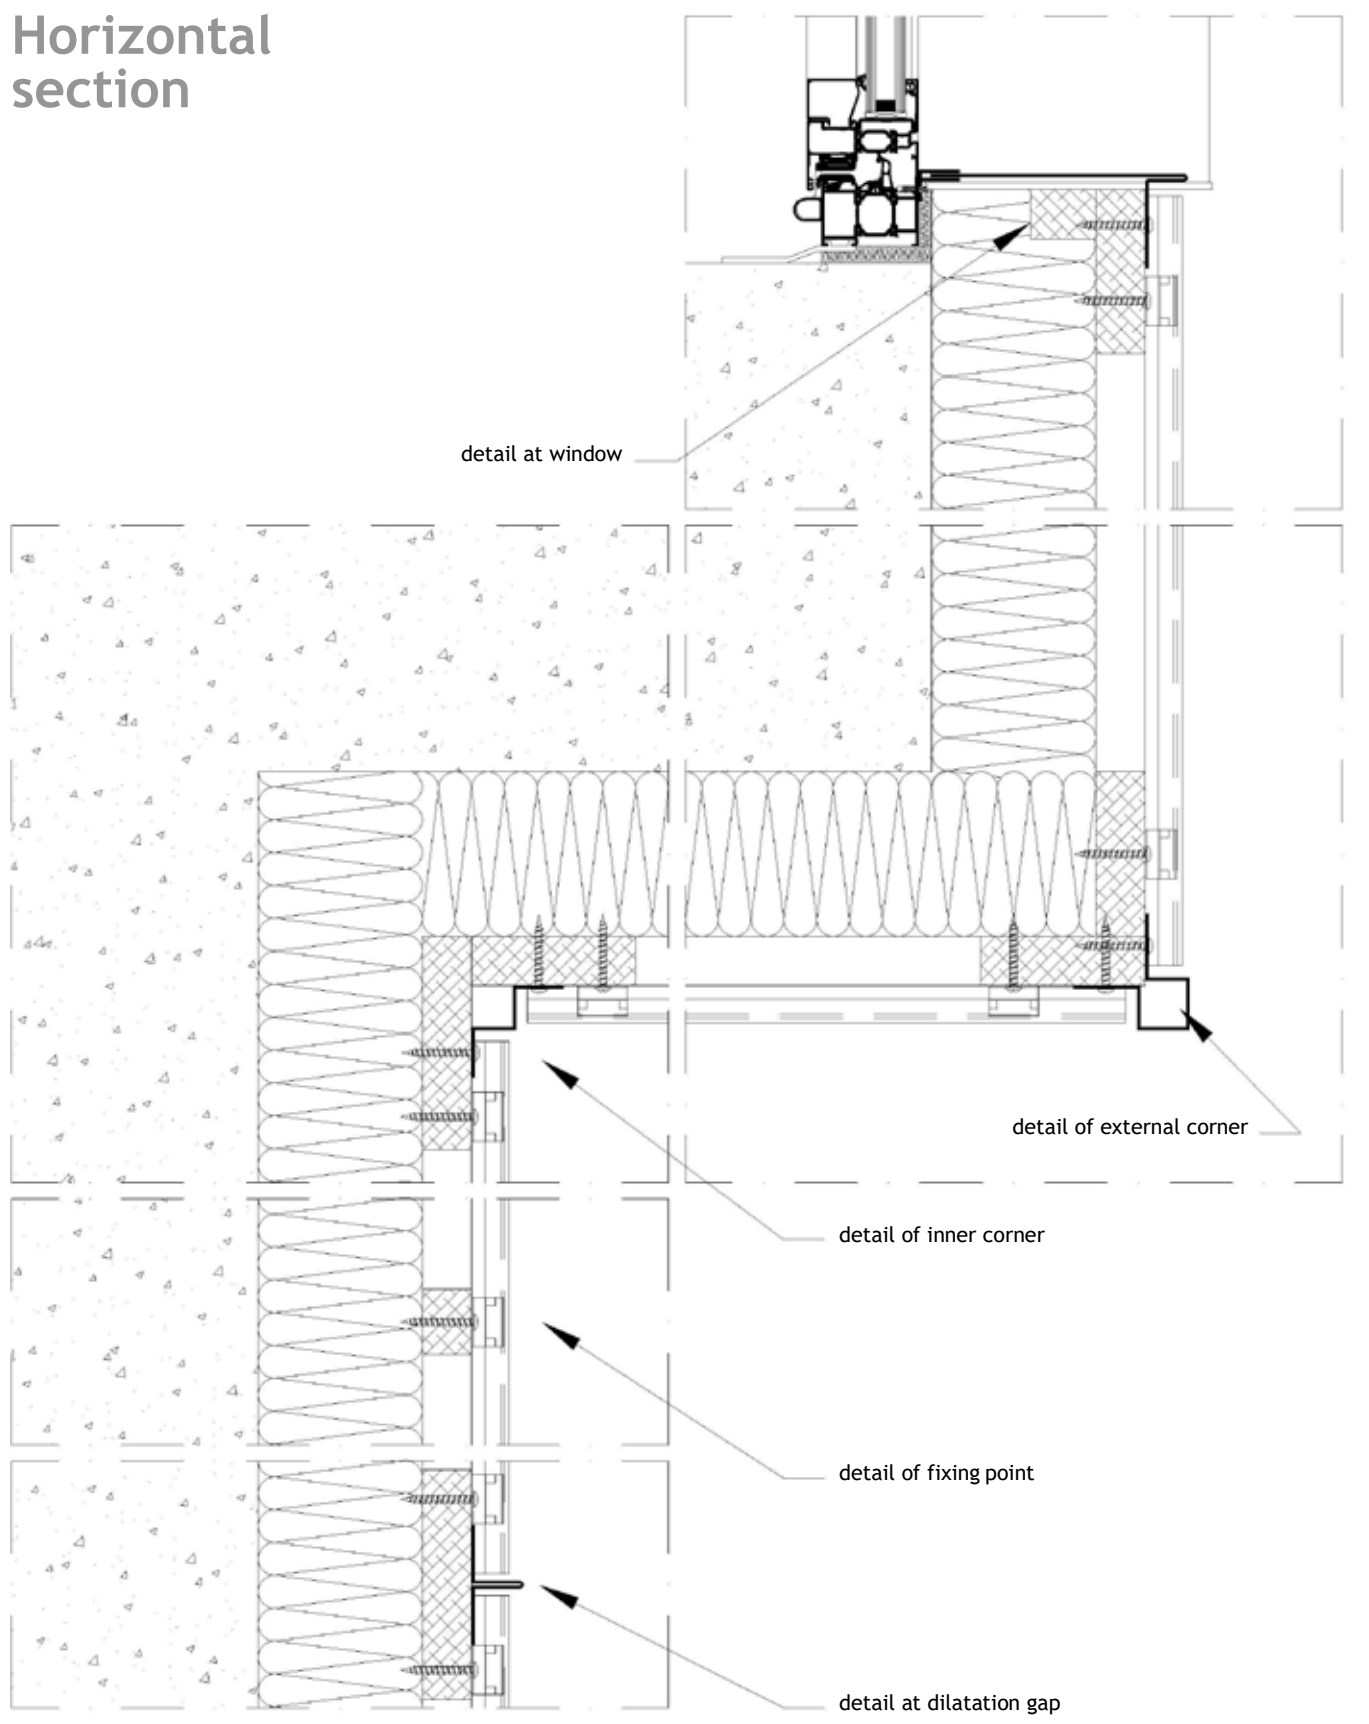 Horizontal
section
detail at window
detail of external corner
detail of inner corner
detail of fixing point
detail at dilatation gap